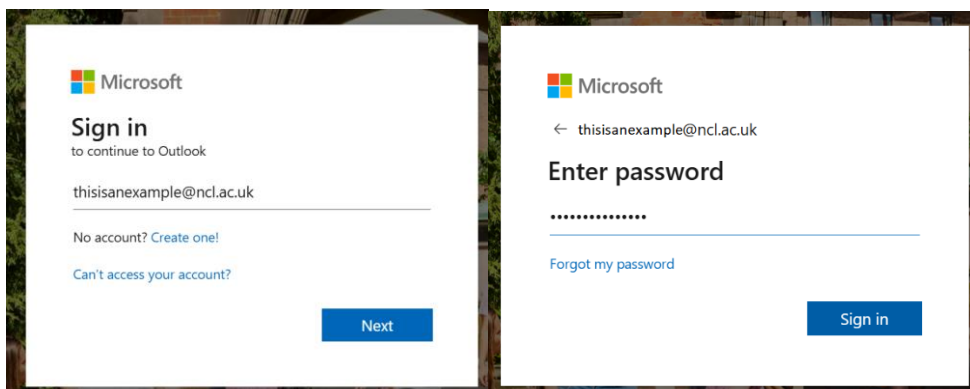 Microsoft
Sign in
to continue to Outlook
thisisanexample@ncl.ac.uk
No account? Create one!
Can't access your account?
Next
Microsoft
← thisisanexample@ncl.ac.uk
Enter password
•••••••••••••••
Forgot my password
Sign in